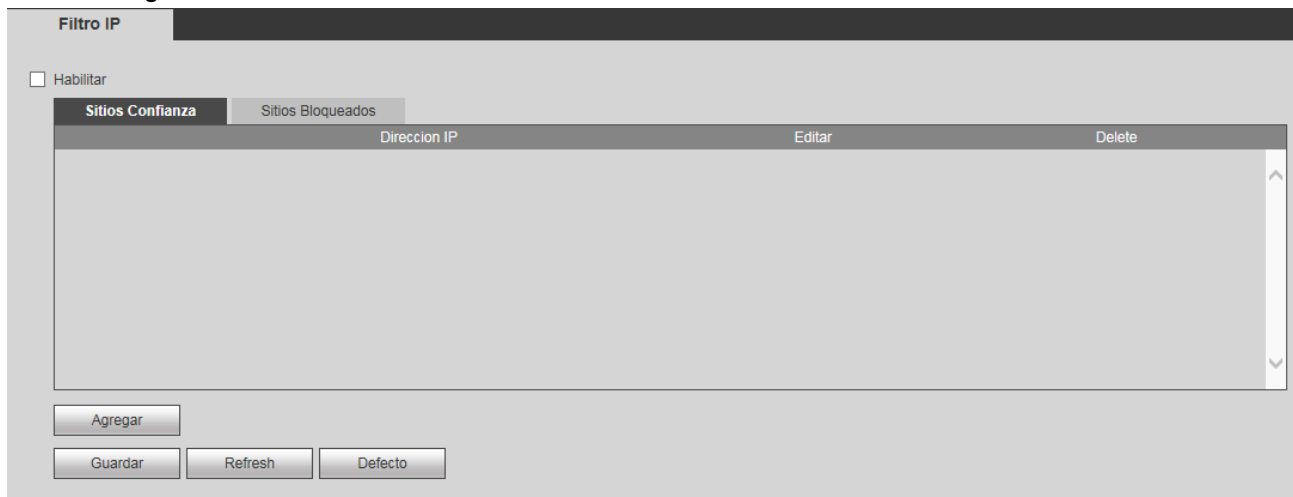 Filtro IP
Habilitar
Sitios Confianza Sitios Bloqueados
Direccion IP Editar Delete
Agregar
Guardar Refresh Defecto